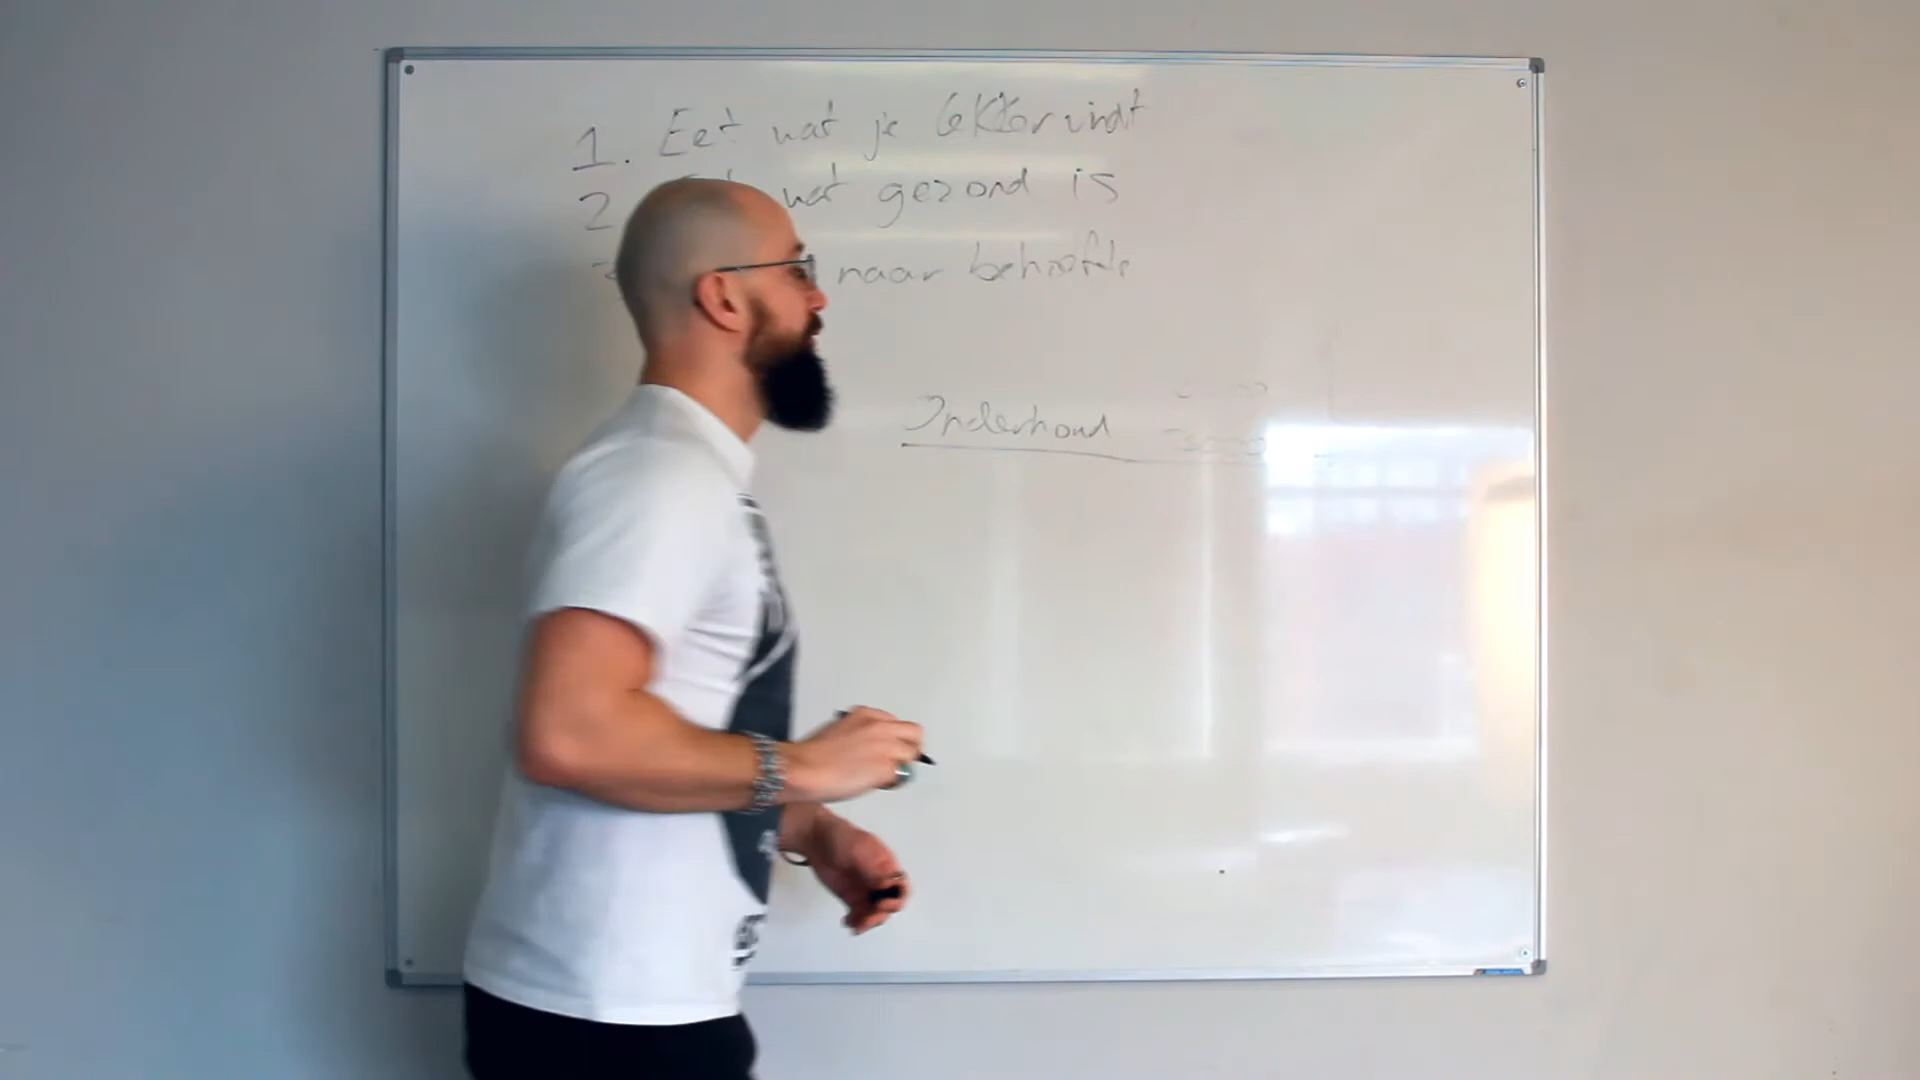 1. Eet wat je lekker vindt
2 wat gezond is
naar behoefte
Onderhoud